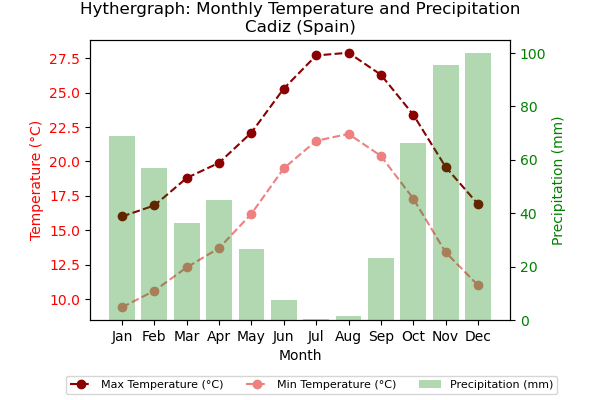 Hythergraph: Monthly Temperature and Precipitation
Cadiz (Spain)
Temperature (°C)
27.5
25.0
22.5
20.0
17.5
15.0
12.5
10.0
100
80
60
40
20
0
Precipitation (mm)
Jan Feb Mar Apr May Jun Jul Aug Sep Oct Nov Dec
Month
Max Temperature (°C) Min Temperature (°C) Precipitation (mm)